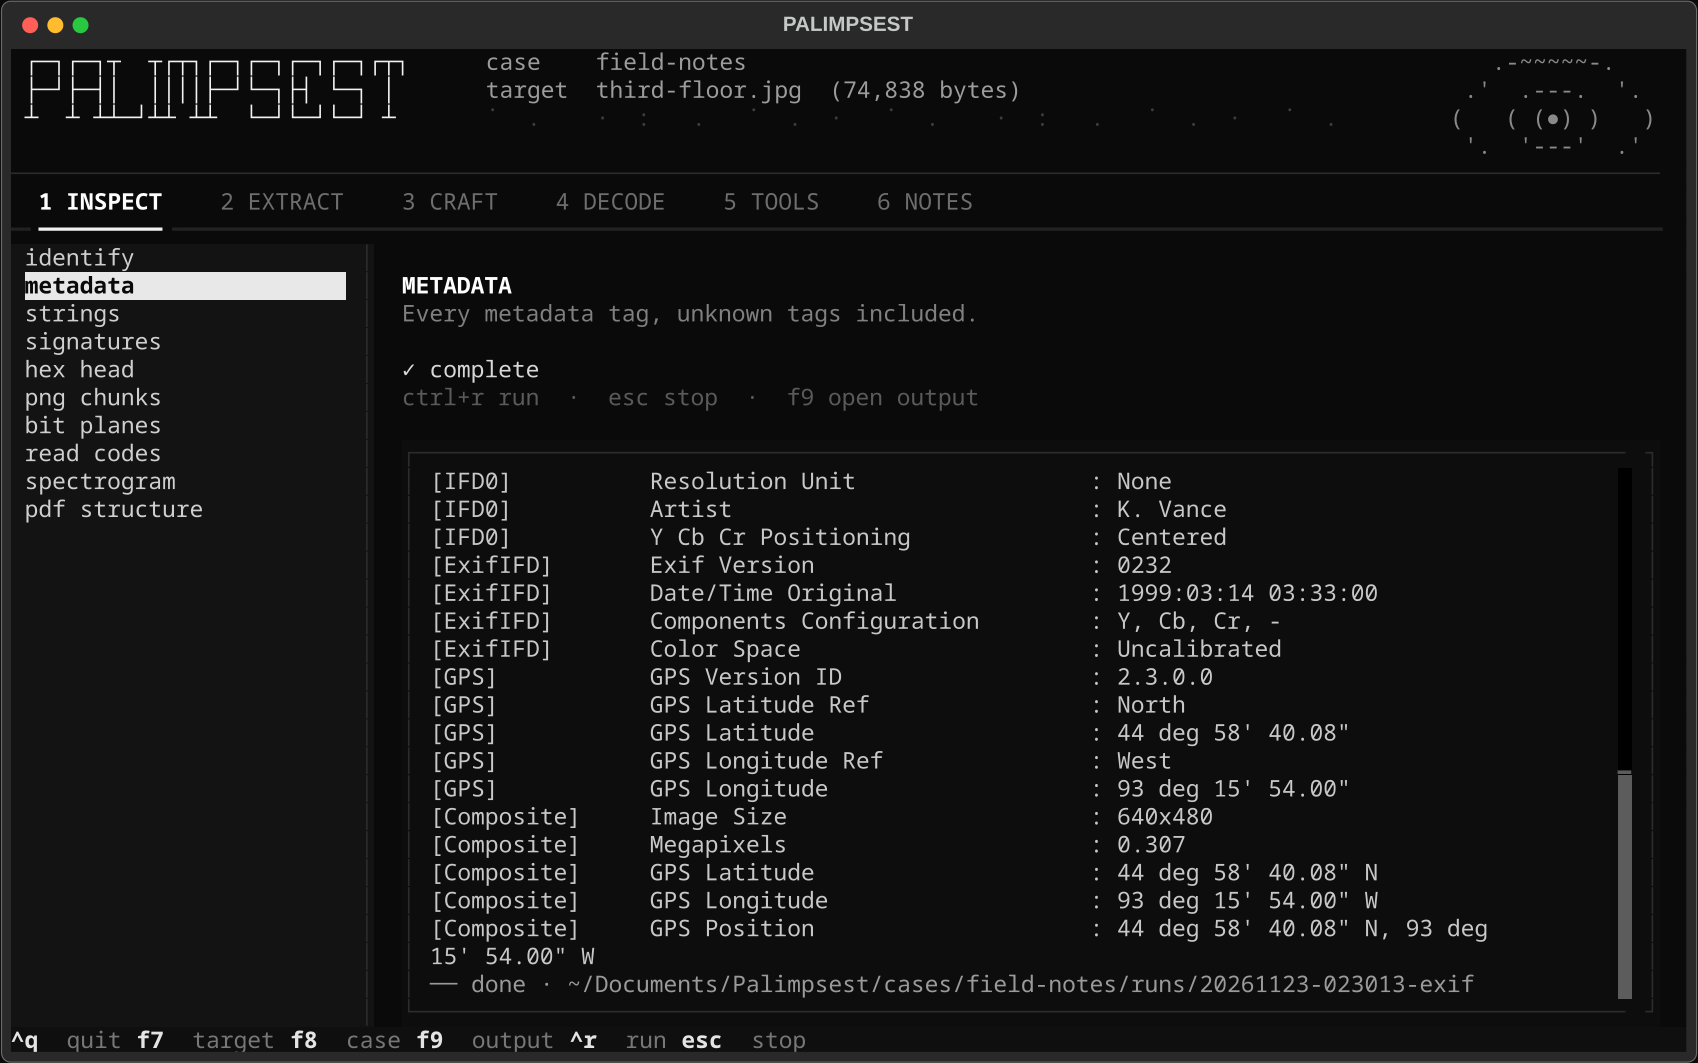 PALIMPSEST
PALIMPSEST
case field-notes
target third-floor.jpg (74,838 bytes)
1 INSPECT 2 EXTRACT 3 CRAFT 4 DECODE 5 TOOLS 6 NOTES
identify
metadata
strings
signatures
hex head
png chunks
bit planes
read codes
spectrogram
pdf structure
METADATA
Every metadata tag, unknown tags included.
✓ complete
ctrl+r run · esc stop · f9 open output
[IFD0] Resolution Unit : None
[IFD0] Artist : K. Vance
[IFD0] Y Cb Cr Positioning : Centered
[ExifIFD] Exif Version : 0232
[ExifIFD] Date/Time Original : 1999:03:14 03:33:00
[ExifIFD] Components Configuration : Y, Cb, Cr, -
[ExifIFD] Color Space : Uncalibrated
[GPS] GPS Version ID : 2.3.0.0
[GPS] GPS Latitude Ref : North
[GPS] GPS Latitude : 44 deg 58' 40.08"
[GPS] GPS Longitude Ref : West
[GPS] GPS Longitude : 93 deg 15' 54.00"
[Composite] Image Size : 640x480
[Composite] Megapixels : 0.307
[Composite] GPS Latitude : 44 deg 58' 40.08" N
[Composite] GPS Longitude : 93 deg 15' 54.00" W
[Composite] GPS Position : 44 deg 58' 40.08" N, 93 deg
15' 54.00" W
── done · ~/Documents/Palimpsest/cases/field-notes/runs/20261123-023013-exif
^q quit f7 target f8 case f9 output ^r run esc stop